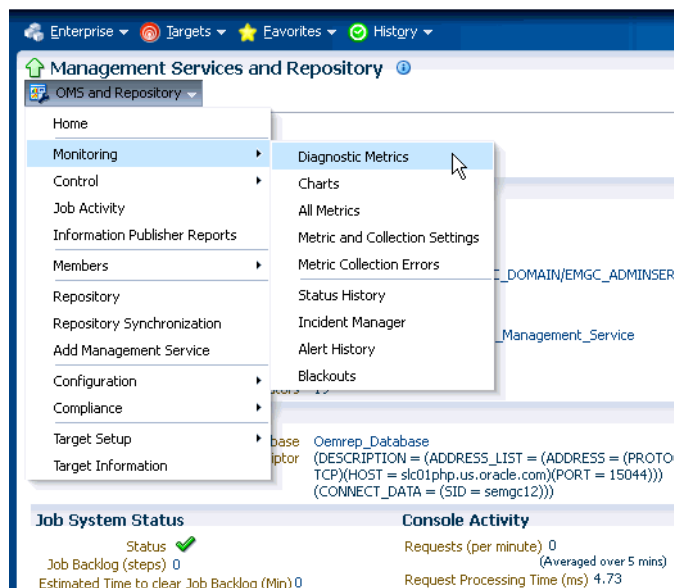 Enterprise Targets Favorites History
Management Services and Repository
OMS and Repository
Home
Monitoring
Control
Job Activity
Information Publisher Reports
Members
Repository
Repository Synchronization
Add Management Service
Configuration
Compliance
Target Setup
Target Information
Diagnostic Metrics
Charts
All Metrics
Metric and Collection Settings
Metric Collection Errors
Status History
Incident Manager
Alert History
Blackouts
_DOMAIN/EMGC_ADMINSER
_Management_Service
base Oemrep_Database
iptor (DESCRIPTION = (ADDRESS_LIST = (ADDRESS = (PROTO
TCP)(HOST = slc01php.us.oracle.com)(PORT = 15044)))
(CONNECT_DATA = (SID = semgc12)))
Job System Status
Status
Job Backlog (steps) 0
Estimated Time to clear Job Backlog (Min) 0
Console Activity
Requests (per minute) 0
(Averaged over 5 mins)
Request Processing Time (ms) 4.73